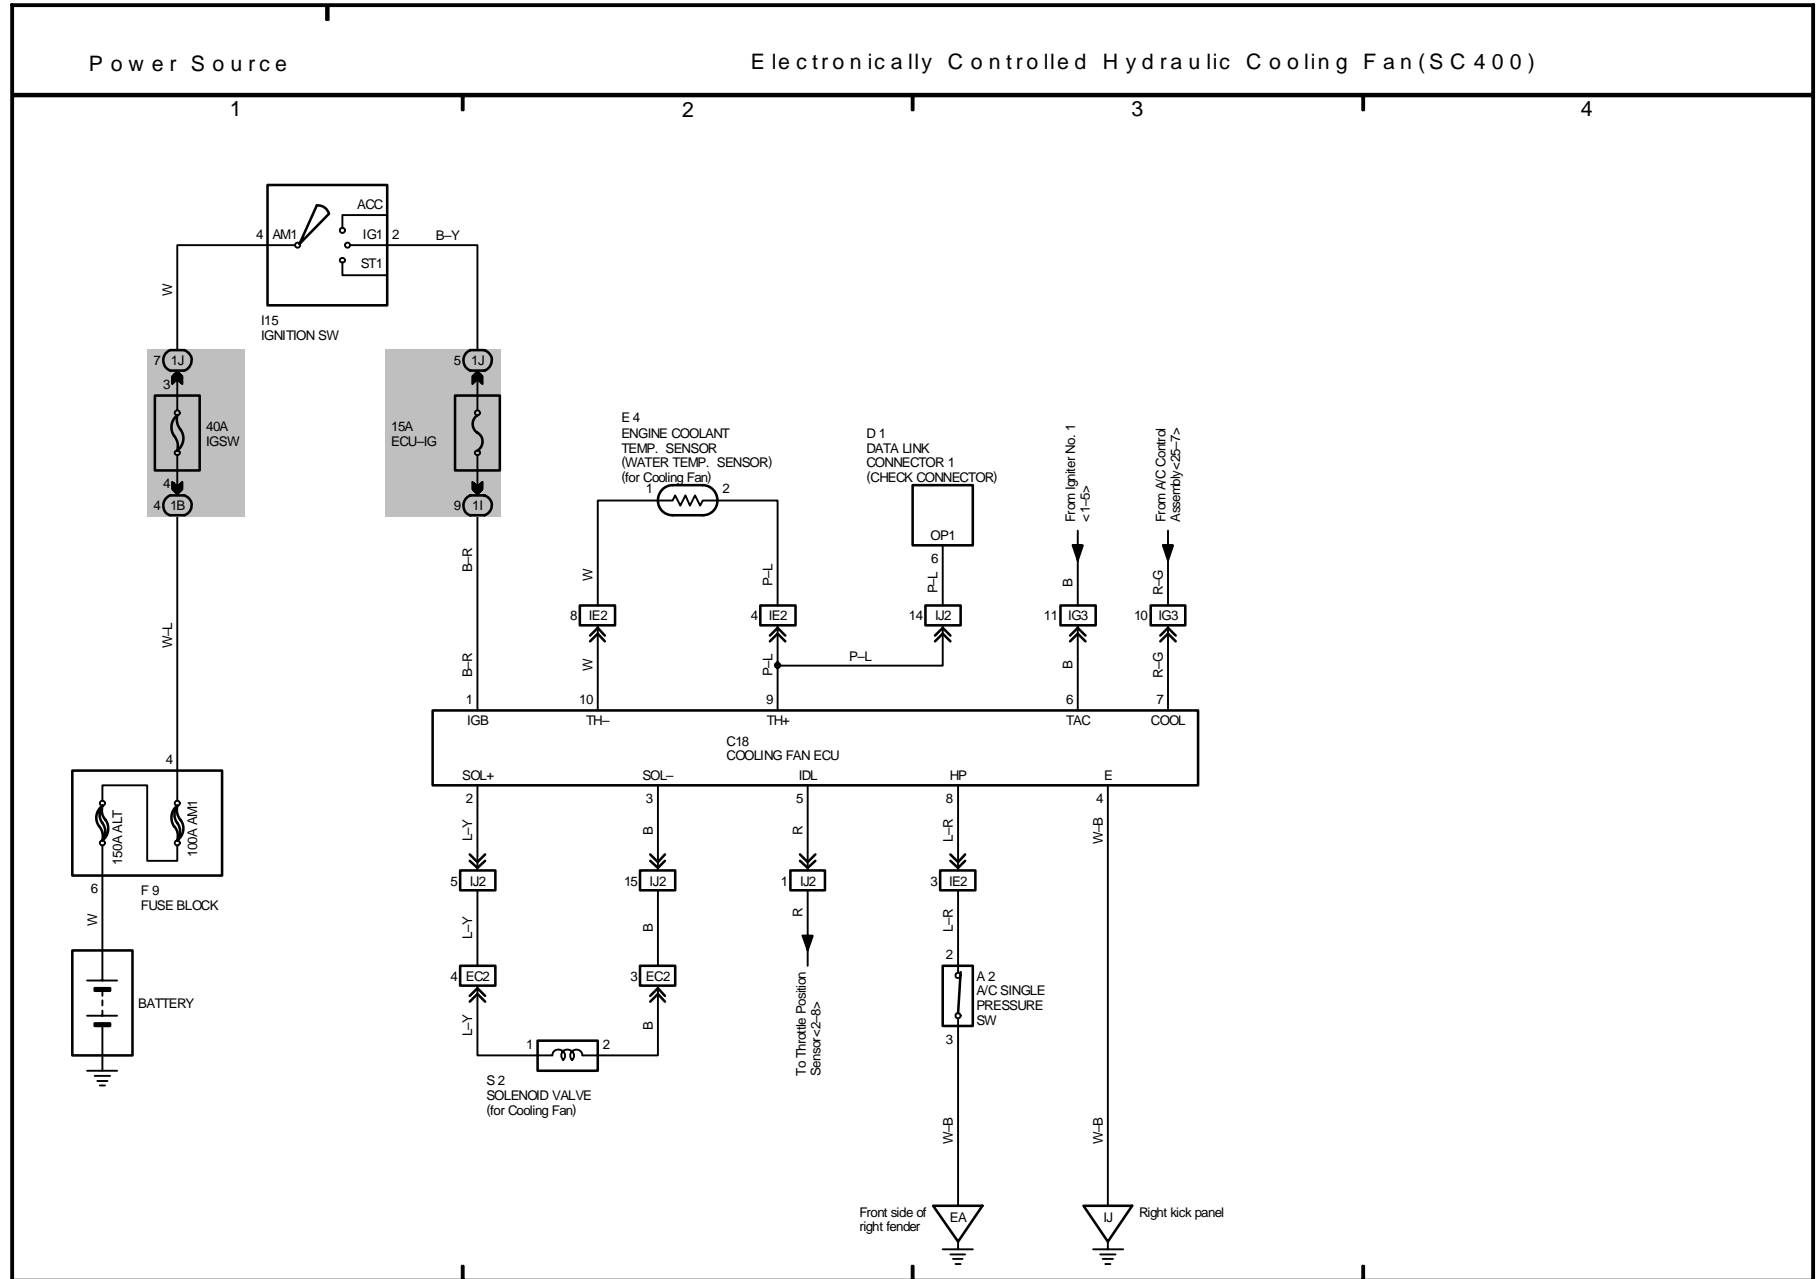 Power Source
Electronically Controlled Hydraulic Cooling Fan(SC400)
1
2
3
4
ACC
4
AM1
IG1
2
B–Y
ST1
W
I15
IGNITION SW
7
1J
3
40A
IGSW
4
4
1B
5
1J
15A
ECU–IG
9
1I
E 4
ENGINE COOLANT
TEMP. SENSOR
(WATER TEMP. SENSOR)
(for Cooling Fan)
1
2
D 1
DATA LINK
CONNECTOR 1
(CHECK CONNECTOR)
OP1
6
From Igniter No. 1
<1–5>
From A/C Control
Assembly<25–7>
B–R
W
P–L
P–L
B
R–G
8
IE2
4
IE2
14
IJ2
11
IG3
10
IG3
W–L
B–R
W
P–L
P–L
B
R–G
1
10
9
6
7
IGB
TH–
TH+
TAC
COOL
C18
COOLING FAN ECU
SOL+
SOL–
IDL
HP
E
2
3
5
8
4
4
150A ALT
100A AM1
6
F 9
FUSE BLOCK
W
BATTERY
L–Y
B
R
L–R
W–B
5
IJ2
15
IJ2
1
IJ2
3
IE2
L–Y
B
R
L–R
4
EC2
3
EC2
2
A 2
A/C SINGLE
PRESSURE
SW
3
To Throttle Position
Sensor<2–8>
L–Y
B
1
2
S 2
SOLENOID VALVE
(for Cooling Fan)
W–B
W–B
Front side of
right fender
EA
IJ
Right kick panel